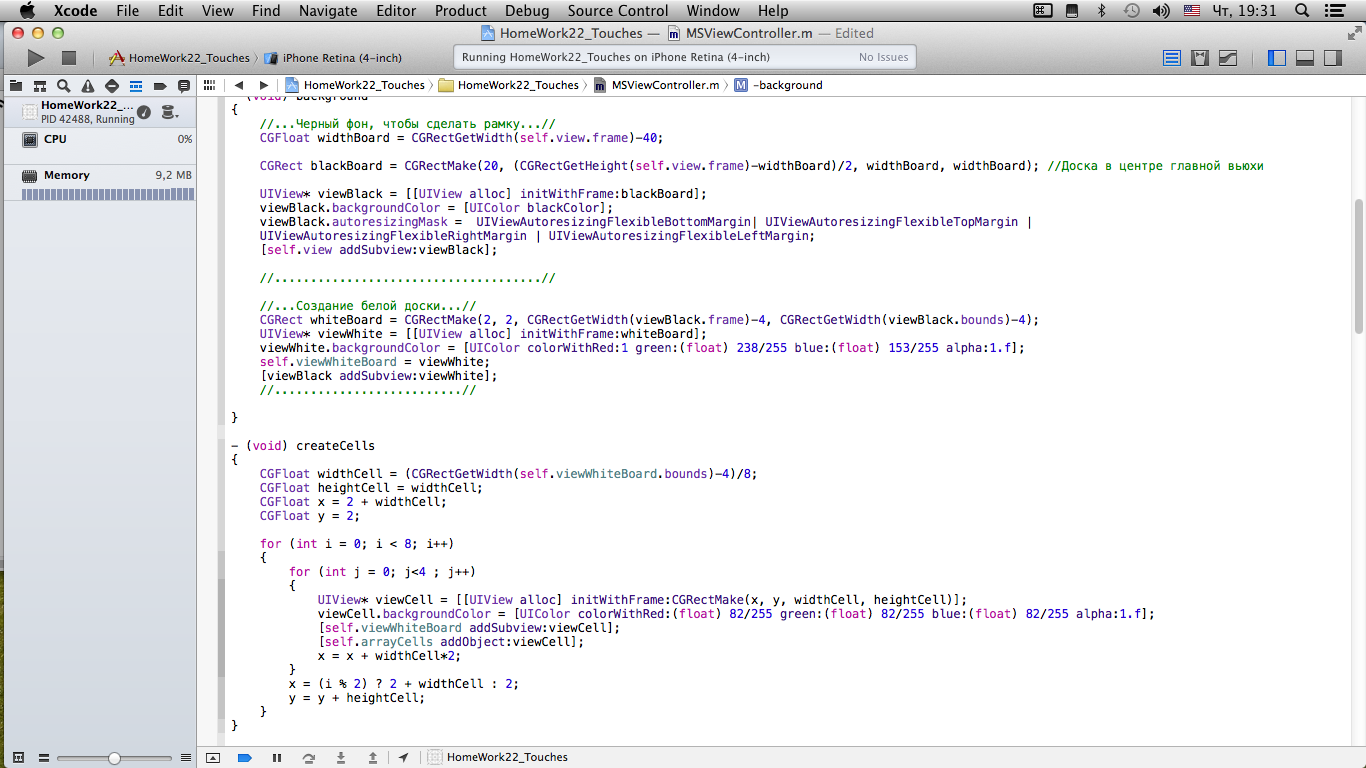 Xcode File Edit View Find Navigate Editor Product Debug Source Control Window Help Чт, 19:31
HomeWork22_Touches — MSViewController.m — Edited
HomeWork22_Touches iPhone Retina (4-inch) Running HomeWork22_Touches on iPhone Retina (4-inch) No Issues
HomeWork22_Touches HomeWork22_Touches MSViewController.m M -background
HomeWork22_...
PID 42488, Running
CPU 0%
Memory 9,2 MB
- (void) background
{
//...Черный фон, чтобы сделать рамку...//
CGFloat widthBoard = CGRectGetWidth(self.view.frame)-40;
CGRect blackBoard = CGRectMake(20, (CGRectGetHeight(self.view.frame)-widthBoard)/2, widthBoard, widthBoard); //Доска в центре главной вьюхи
UIView* viewBlack = [[UIView alloc] initWithFrame:blackBoard];
viewBlack.backgroundColor = [UIColor blackColor];
viewBlack.autoresizingMask = UIViewAutoresizingFlexibleBottomMargin| UIViewAutoresizingFlexibleTopMargin |
UIViewAutoresizingFlexibleRightMargin | UIViewAutoresizingFlexibleLeftMargin;
[self.view addSubview:viewBlack];
//.....................................//
//...Создание белой доски...//
CGRect whiteBoard = CGRectMake(2, 2, CGRectGetWidth(viewBlack.frame)-4, CGRectGetWidth(viewBlack.bounds)-4);
UIView* viewWhite = [[UIView alloc] initWithFrame:whiteBoard];
viewWhite.backgroundColor = [UIColor colorWithRed:1 green:(float) 238/255 blue:(float) 153/255 alpha:1.f];
self.viewWhiteBoard = viewWhite;
[viewBlack addSubview:viewWhite];
//..........................//
}
- (void) createCells
{
CGFloat widthCell = (CGRectGetWidth(self.viewWhiteBoard.bounds)-4)/8;
CGFloat heightCell = widthCell;
CGFloat x = 2 + widthCell;
CGFloat y = 2;
for (int i = 0; i < 8; i++)
{
for (int j = 0; j<4 ; j++)
{
UIView* viewCell = [[UIView alloc] initWithFrame:CGRectMake(x, y, widthCell, heightCell)];
viewCell.backgroundColor = [UIColor colorWithRed:(float) 82/255 green:(float) 82/255 blue:(float) 82/255 alpha:1.f];
[self.viewWhiteBoard addSubview:viewCell];
[self.arrayCells addObject:viewCell];
x = x + widthCell*2;
}
x = (i % 2) ? 2 + widthCell : 2;
y = y + heightCell;
}
}
HomeWork22_Touches